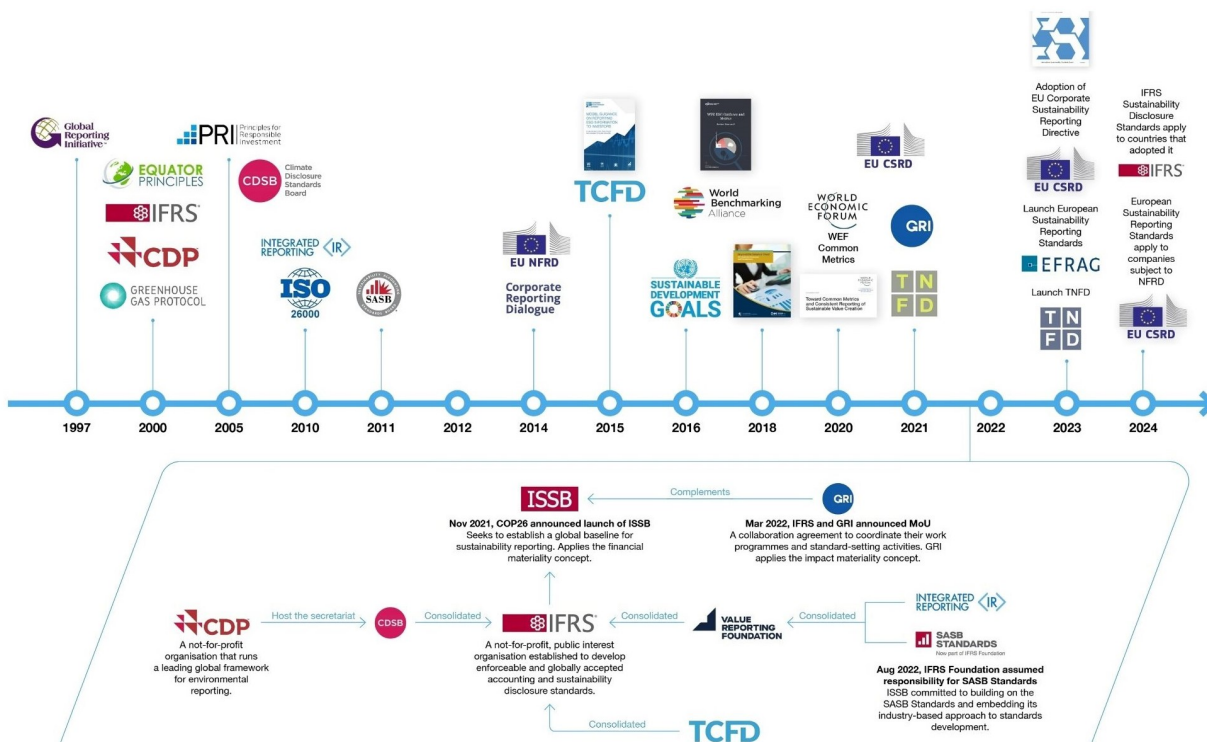 Global
Reporting
Initiative™
EQUATOR
PRINCIPLES
IFRS®
CDP
GREENHOUSE
GAS PROTOCOL
PRI
Principles for
Responsible
Investment
CDSB
Climate
Disclosure
Standards
Board
INTEGRATED
REPORTING
<IR>
ISO
26000
SASB
EU NFRD
Corporate
Reporting
Dialogue
TCFD
World
Benchmarking
Alliance
SUSTAINABLE
DEVELOPMENT
GOALS
WORLD
ECONOMIC
FORUM
WEF
Common
Metrics
Toward Common Metrics
and Consistent Reporting of
Sustainable Value Creation
EU CSRD
GRI
TN
FD
Adoption of
EU Corporate
Sustainability
Reporting
Directive
EU CSRD
Launch European
Sustainability
Reporting
Standards
EFRAG
Launch TNFD
TN
FD
IFRS
Sustainability
Disclosure
Standards apply
to countries that
adopted it
IFRS®
European
Sustainability
Reporting
Standards
apply to
companies
subject to
NFRD
EU CSRD
1997 2000 2005 2010 2011 2012 2014 2015 2016 2018 2020 2021 2022 2023 2024
ISSB
Complements
GRI
Nov 2021, COP26 announced launch of ISSB
Seeks to establish a global baseline for
sustainability reporting. Applies the financial
materiality concept.
Mar 2022, IFRS and GRI announced MoU
A collaboration agreement to coordinate their work
programmes and standard-setting activities. GRI
applies the impact materiality concept.
CDP
Host the secretariat
CDSB
Consolidated
IFRS®
Consolidated
VALUE
REPORTING
FOUNDATION
Consolidated
INTEGRATED
REPORTING
<IR>
SASB
STANDARDS
Now part of IFRS Foundation
A not-for-profit
organisation that runs
a leading global framework
for environmental
reporting.
A not-for-profit, public interest
organisation established to develop
enforceable and globally accepted
accounting and sustainability
disclosure standards.
Aug 2022, IFRS Foundation assumed
responsibility for SASB Standards
ISSB committed to building on the
SASB Standards and embedding its
industry-based approach to standards
development.
Consolidated
TCFD